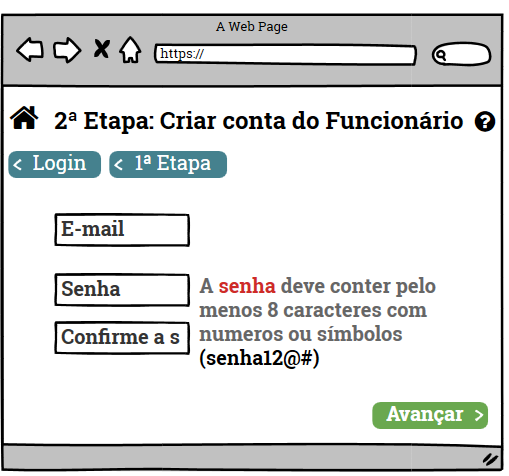 A Web Page
https://
2ª Etapa: Criar conta do Funcionário ?
< Login < 1ª Etapa
E-mail
Senha
Confirme a s
A senha deve conter pelo
menos 8 caracteres com
numeros ou símbolos
(senha12@#)
Avançar >